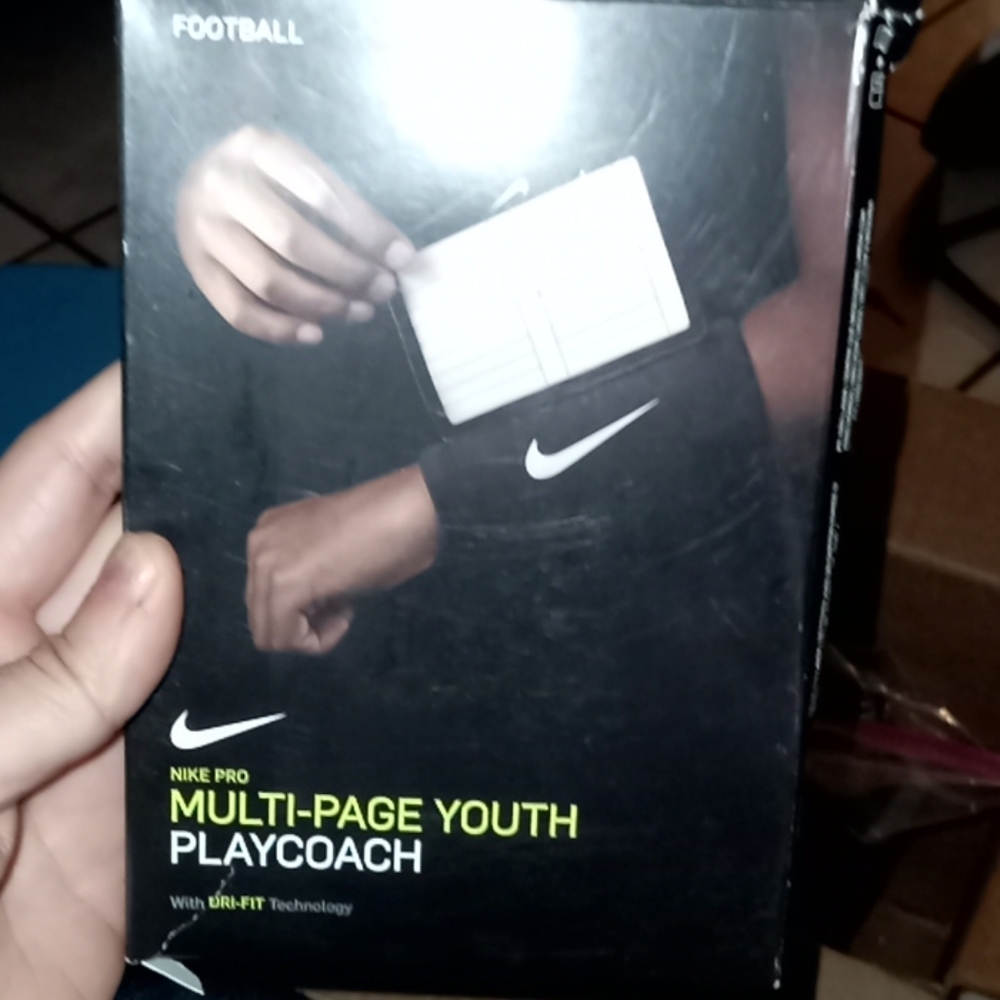 FOOTBALL
NIKE PRO
MULTI-PAGE YOUTH
PLAYCOACH
With DRI-FIT Technology